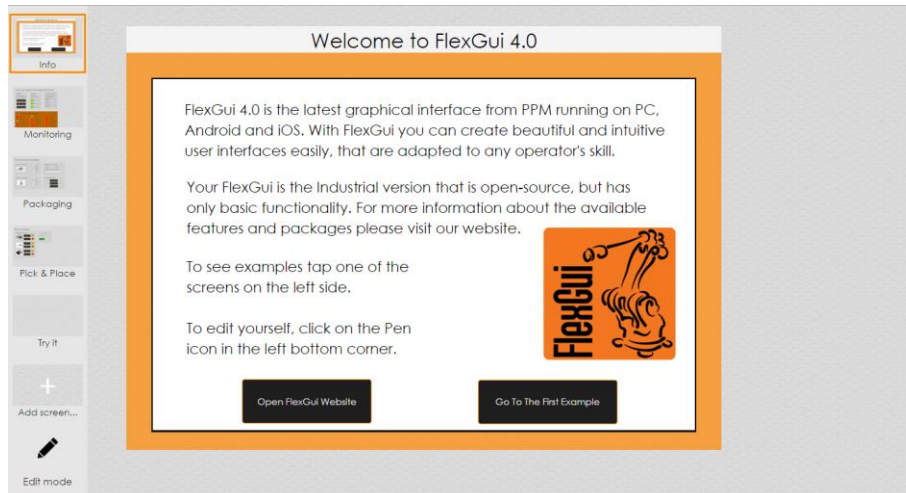 Welcome to FlexGui 4.0
Info
Monitoring
Packaging
Pick & Place
Try it
Add screen...
Edit mode
FlexGui 4.0 is the latest graphical interface from PPM running on PC,
Android and iOS. With FlexGui you can create beautiful and intuitive
user interfaces easily, that are adapted to any operator's skill.
Your FlexGui is the Industrial version that is open-source, but has
only basic functionality. For more information about the available
features and packages please visit our website.
To see examples tap one of the
screens on the left side.
To edit yourself, click on the Pen
icon in the left bottom corner.
FlexGui
Open FlexGui Website
Go To The First Example